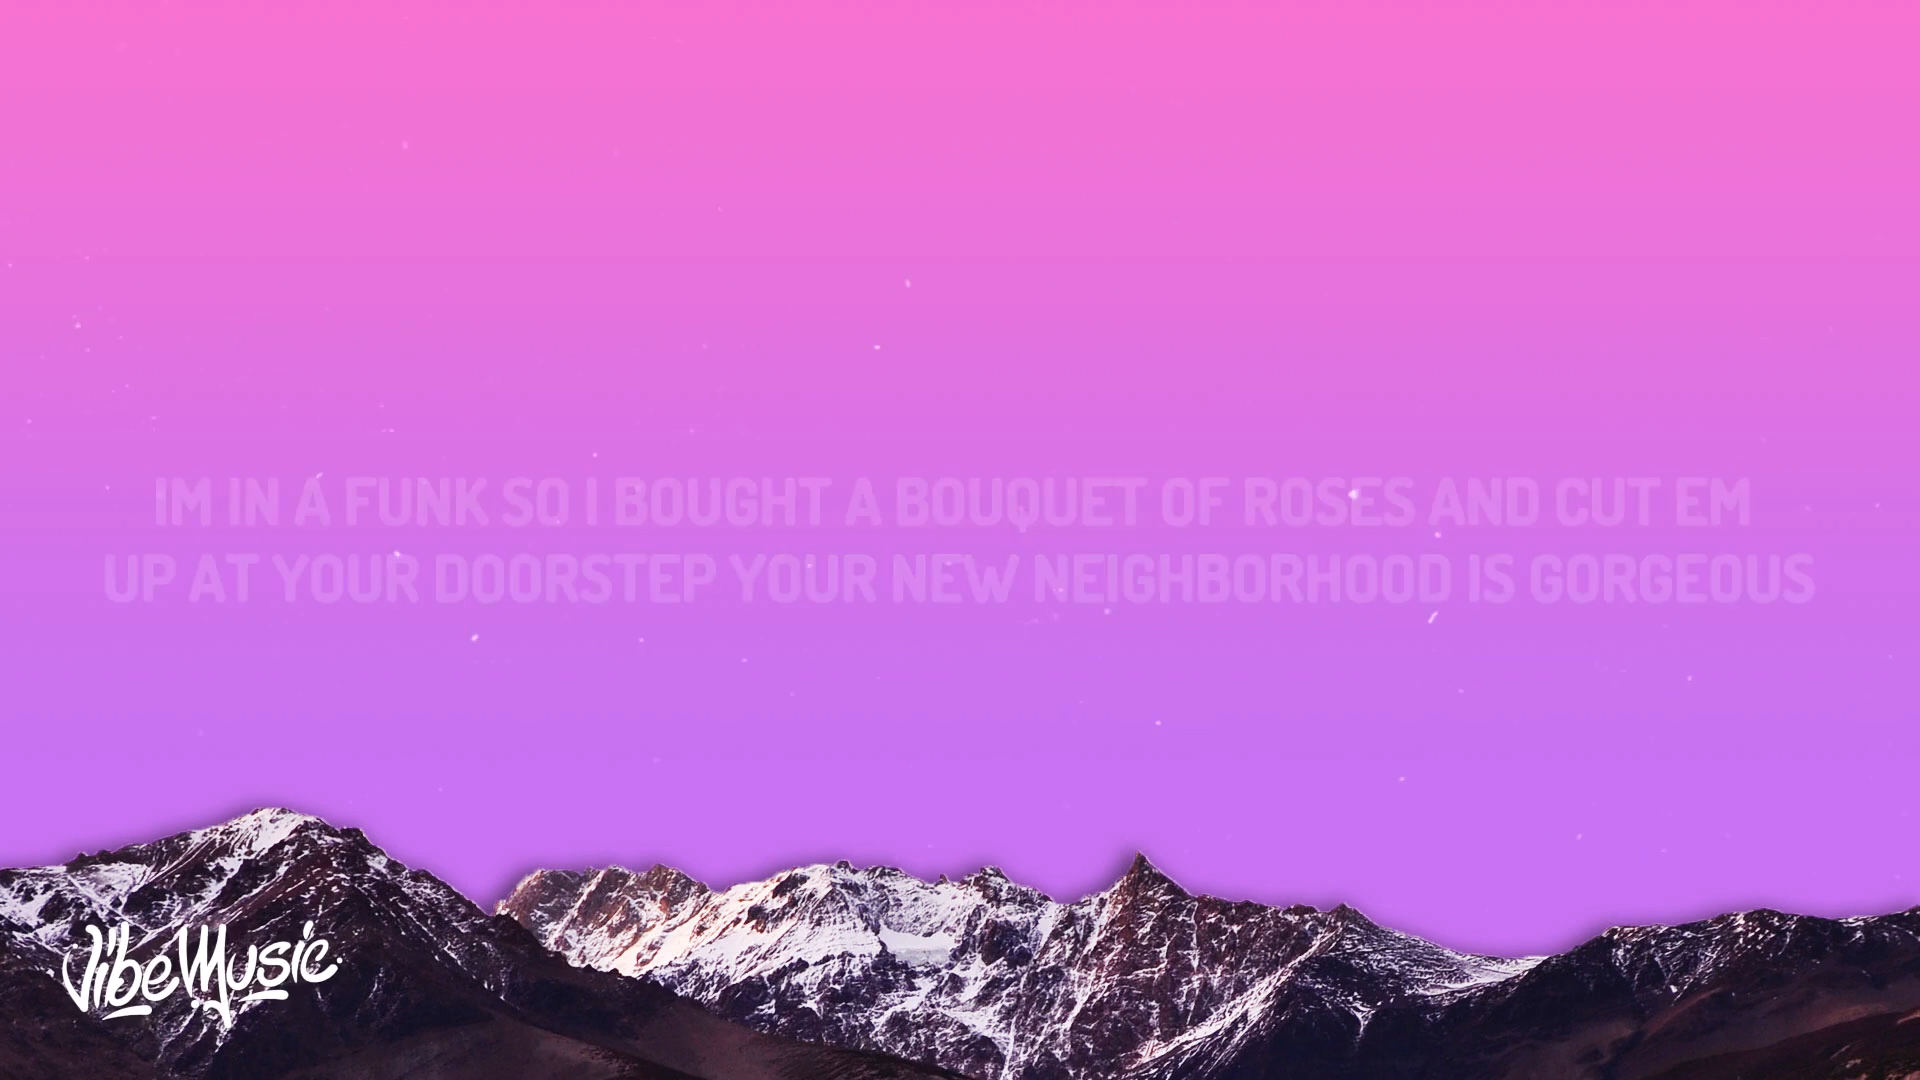 IM IN A FUNK SO I BOUGHT A BOUQUET OF ROSES AND CUT EM
UP AT YOUR DOORSTEP YOUR NEW NEIGHBORHOOD IS GORGEOUS
VibeMusic